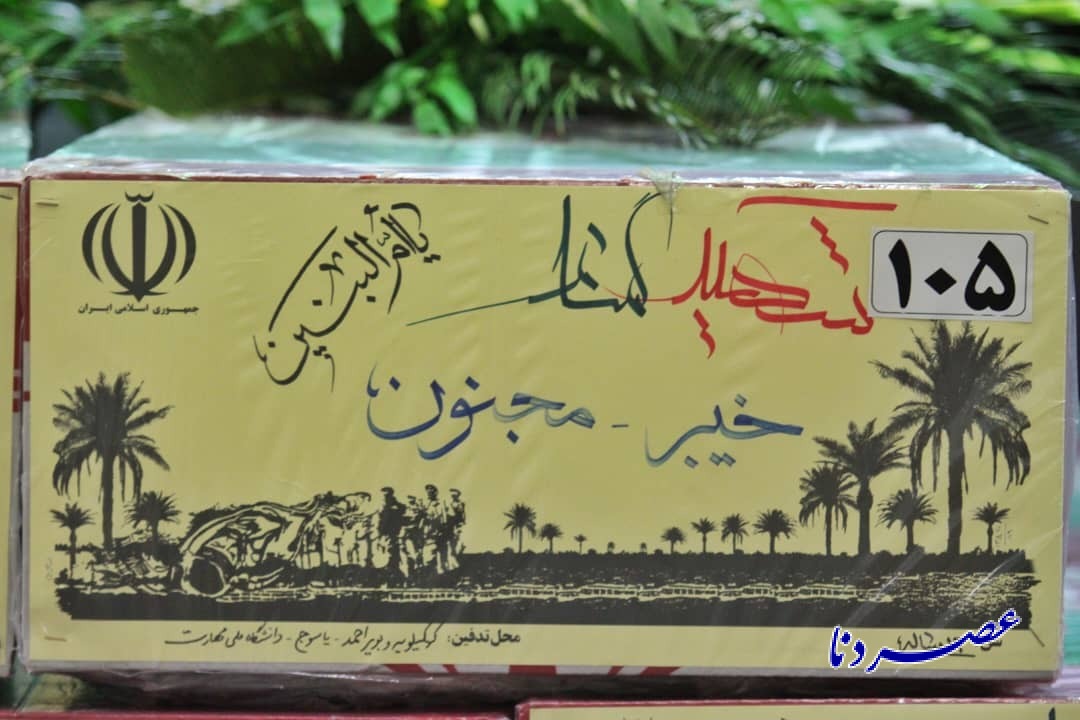 ۱۰۵
شهید گمنام
یا ام البنین
جمهوری اسلامی ایران
خیبر - مجنون
محل تدفین: کهگیلویه و بویراحمد - یاسوج - دانشگاه ملی مهارت
عصر دنا